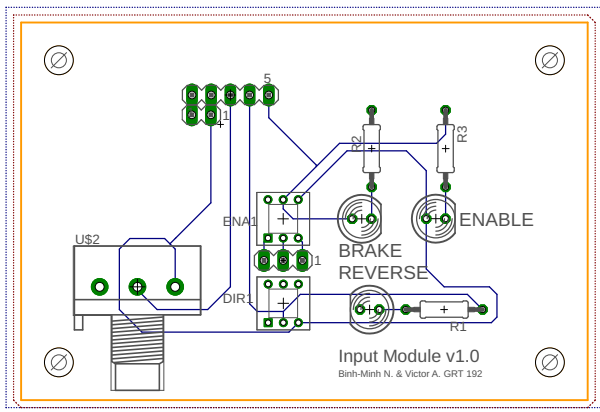 5
1
R2
R3
ENA1
ENABLE
U$2
BRAKE
1
REVERSE
DIR1
R1
Input Module v1.0
Binh-Minh N. & Victor A. GRT 192